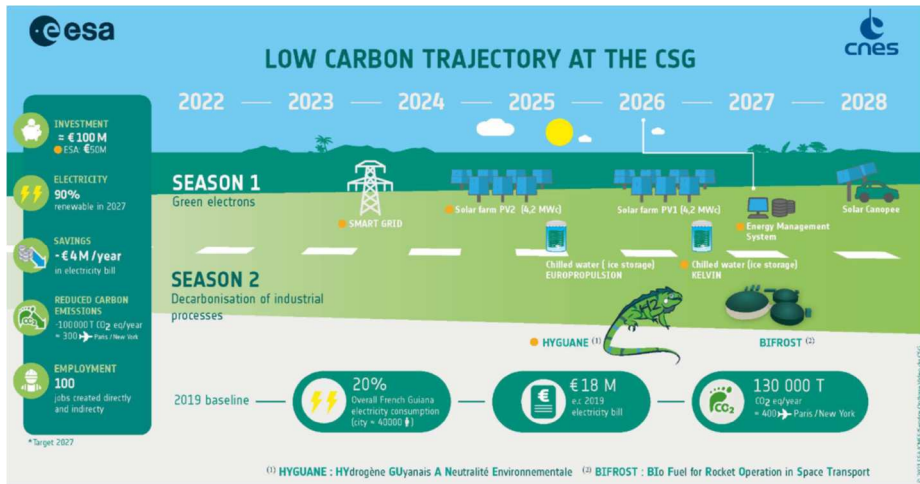 esa
cnes
LOW CARBON TRAJECTORY AT THE CSG
2022 — 2023 — 2024 — 2025 — 2026 — 2027 — 2028
INVESTMENT
≈ €100 M
ESA: €50M
ELECTRICITY
90%
renewable in 2027
SAVINGS
-€4M/year
in electricity bill
REDUCED CARBON
EMISSIONS
-100000T CO2 eq/year
≈ 300 Paris / New York
EMPLOYMENT
100
jobs created directly
and indirecty
*Target 2027
SEASON 1
Green electrons
SMART GRID
Solar farm PV2 (4,2 MWc)
Solar farm PV1 (4,2 MWc)
Energy Management
System
Solar Canopee
Chilled water ( ice storage)
EUROPROPULSION
Chilled water (ice storage)
KELVIN
SEASON 2
Decarbonisation of industrial
processes
HYGUANE (1)
BIFROST (2)
2019 baseline
20%
Overall French Guiana
electricity consumption
(city ≈ 40000)
€18 M
e.c 2019
electricity bill
CO2
130 000 T
CO2 eq/year
≈ 400 Paris / New York
(1) HYGUANE : HYdrogène GUyanais A Neutralité Environnementale (2) BIFROST : BIo Fuel for Rocket Operation in Space Transport